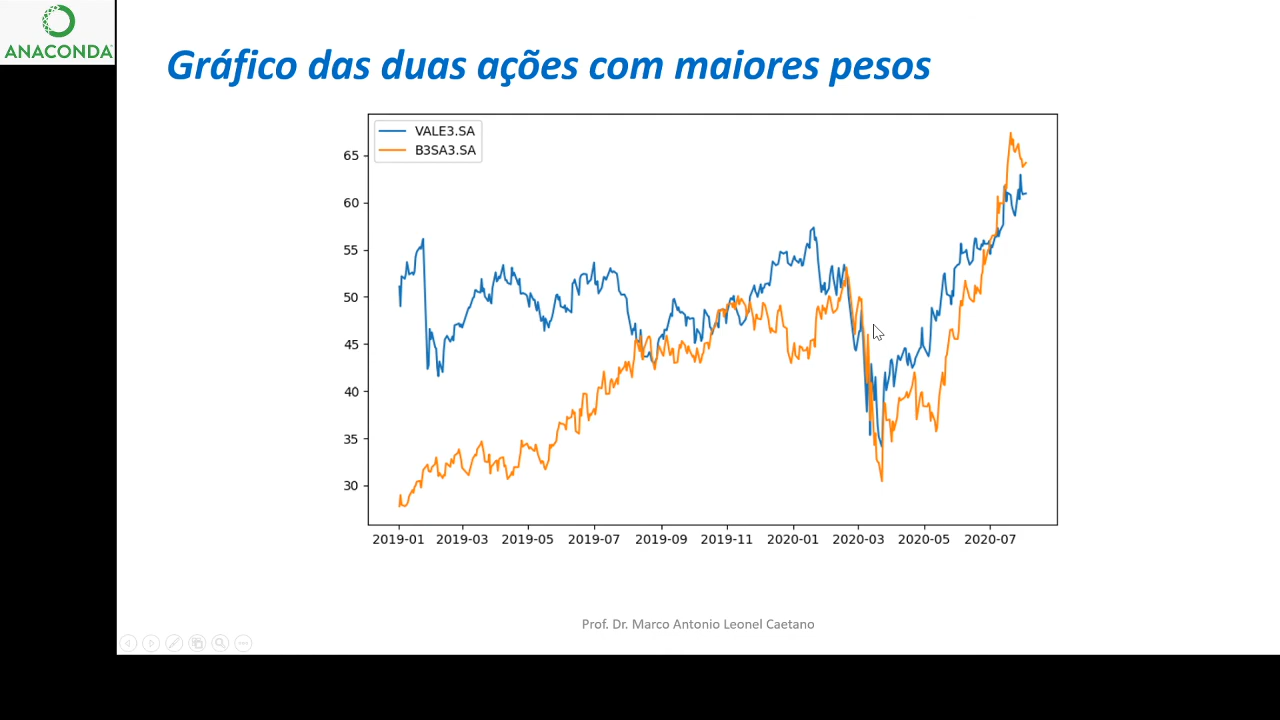 ANACONDA
Gráfico das duas ações com maiores pesos
VALE3.SA
B3SA3.SA
65
60
55
50
45
40
35
30
2019-01 2019-03 2019-05 2019-07 2019-09 2019-11 2020-01 2020-03 2020-05 2020-07
Prof. Dr. Marco Antonio Leonel Caetano